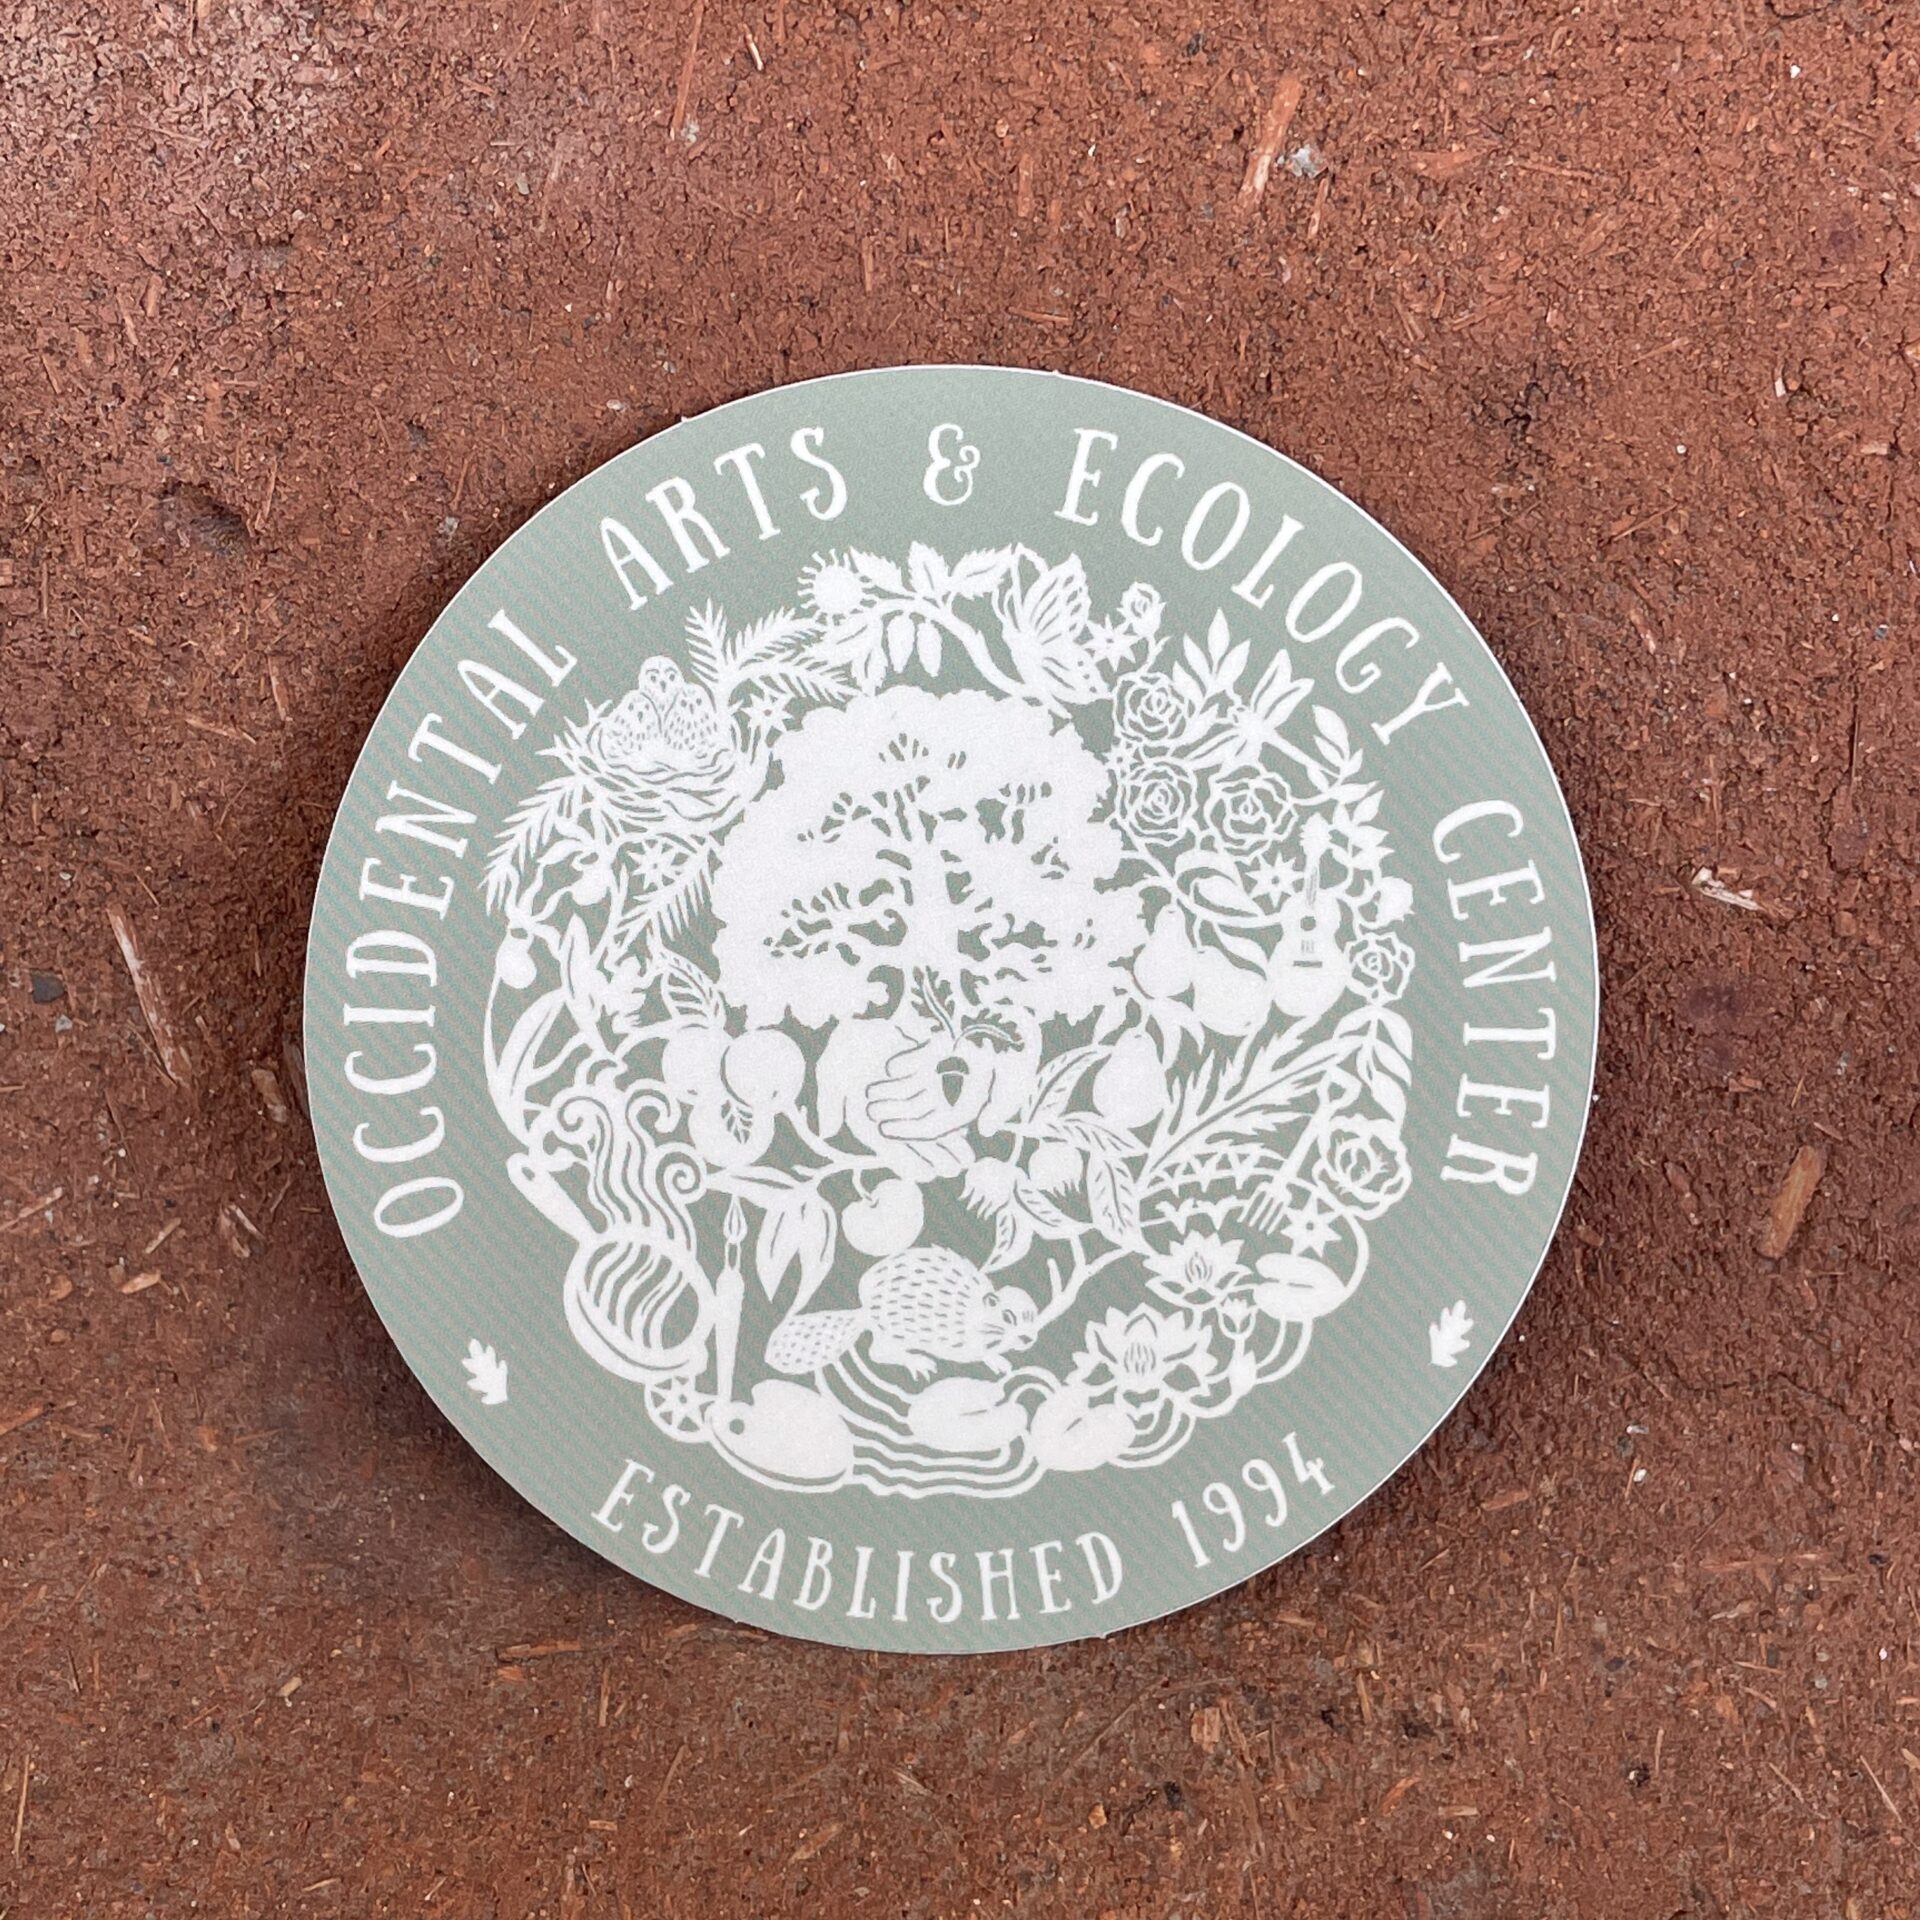 OCCIDENTAL ARTS & ECOLOGY CENTER
ESTABLISHED 1994